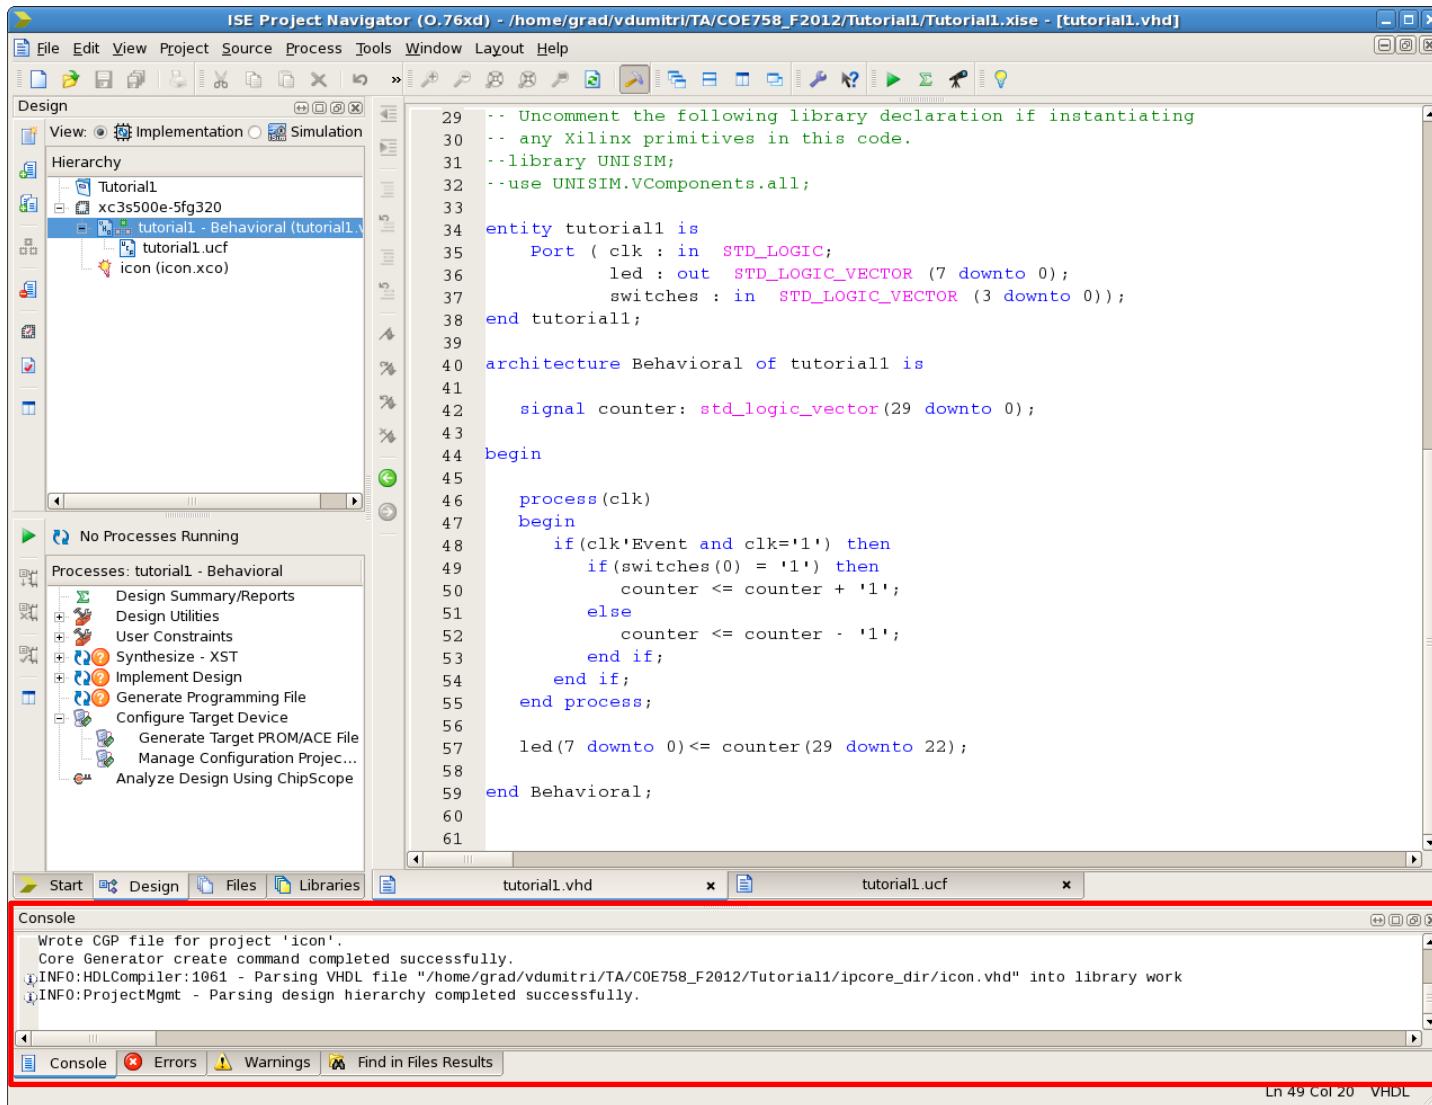 ISE Project Navigator (O.76xd) - /home/grad/vdumitri/TA/COE758_F2012/Tutorial1/Tutorial1.xise - [tutorial1.vhd]
File Edit View Project Source Process Tools Window Layout Help
Design
View: Implementation Simulation
Hierarchy
Tutorial1
xc3s500e-5fg320
tutorial1 - Behavioral (tutorial1.v
tutorial1.ucf
icon (icon.xco)
No Processes Running
Processes: tutorial1 - Behavioral
Design Summary/Reports
Design Utilities
User Constraints
Synthesize - XST
Implement Design
Generate Programming File
Configure Target Device
Generate Target PROM/ACE File
Manage Configuration Projec...
Analyze Design Using ChipScope
Start Design Files Libraries
29 -- Uncomment the following library declaration if instantiating
30 -- any Xilinx primitives in this code.
31 --library UNISIM;
32 --use UNISIM.VComponents.all;
33
34 entity tutorial1 is
35 Port ( clk : in STD_LOGIC;
36 led : out STD_LOGIC_VECTOR (7 downto 0);
37 switches : in STD_LOGIC_VECTOR (3 downto 0));
38 end tutorial1;
39
40 architecture Behavioral of tutorial1 is
41
42 signal counter: std_logic_vector(29 downto 0);
43
44 begin
45
46 process(clk)
47 begin
48 if(clk'Event and clk='1') then
49 if(switches(0) = '1') then
50 counter <= counter + '1';
51 else
52 counter <= counter - '1';
53 end if;
54 end if;
55 end process;
56
57 led(7 downto 0)<= counter(29 downto 22);
58
59 end Behavioral;
60
61
tutorial1.vhd tutorial1.ucf
Console
Wrote CGP file for project 'icon'.
Core Generator create command completed successfully.
INFO:HDLCompiler:1061 - Parsing VHDL file "/home/grad/vdumitri/TA/COE758_F2012/Tutorial1/ipcore_dir/icon.vhd" into library work
INFO:ProjectMgmt - Parsing design hierarchy completed successfully.
Console Errors Warnings Find in Files Results
Ln 49 Col 20 VHDL